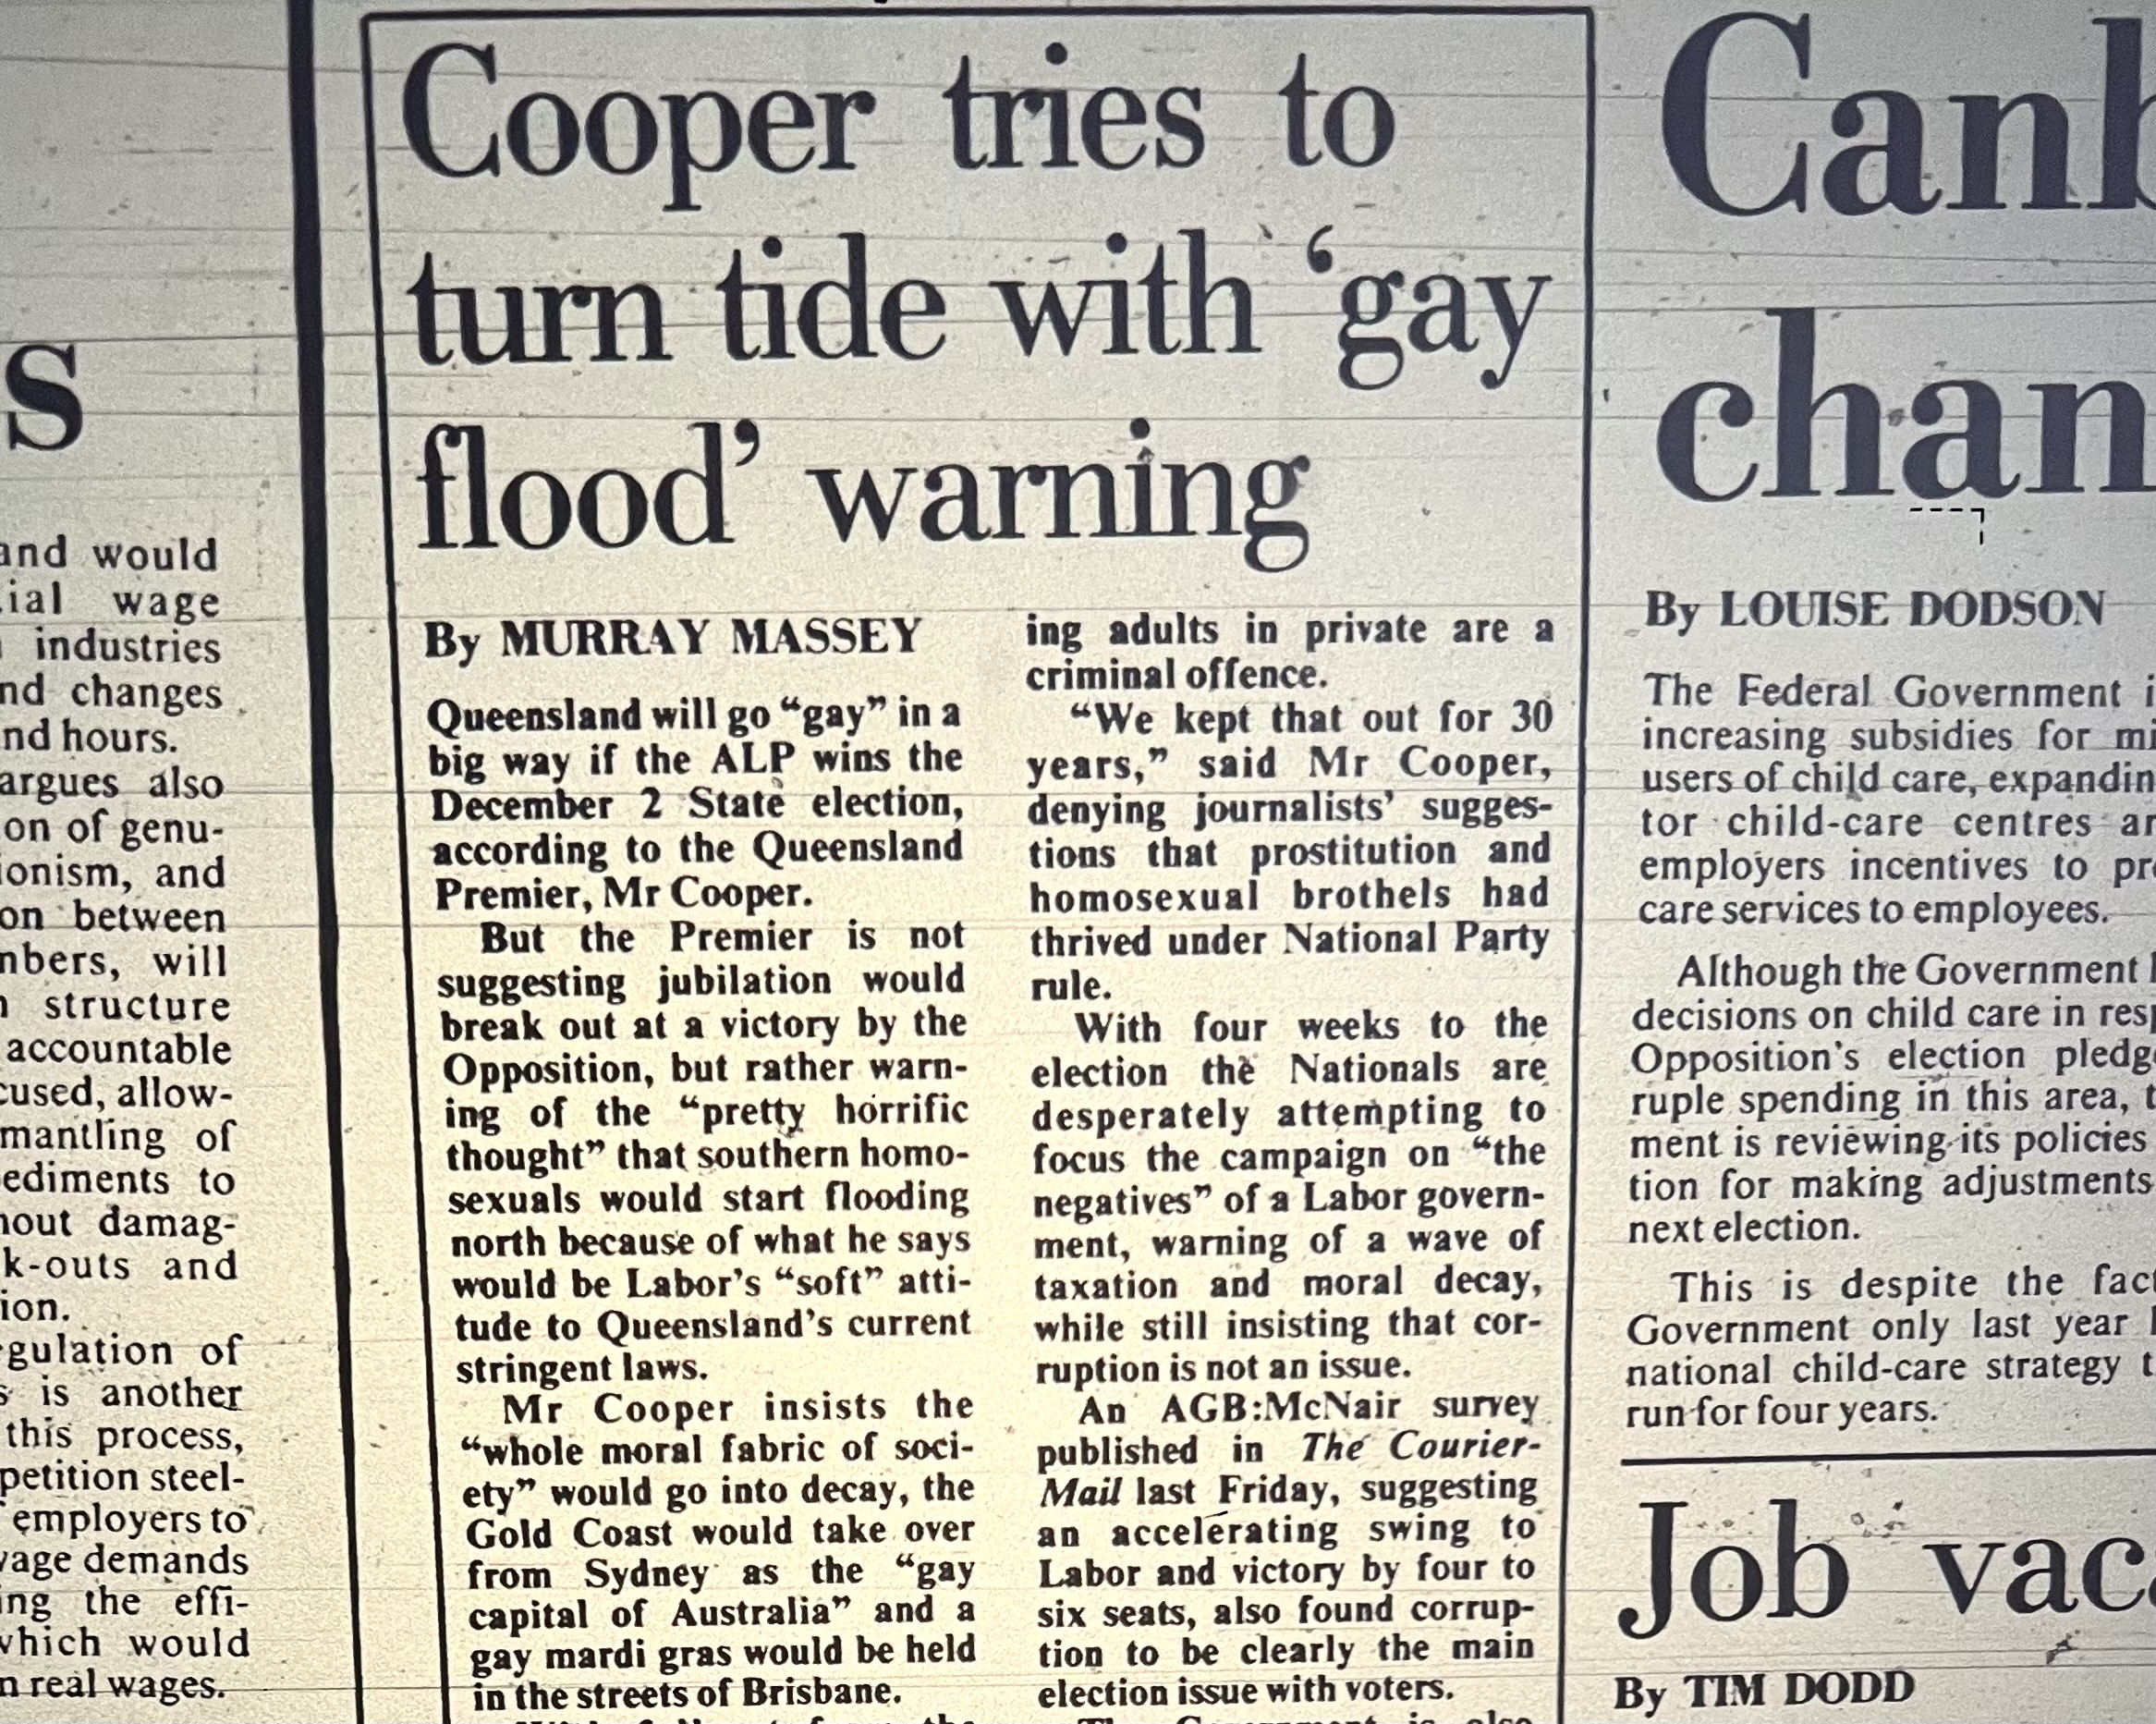 s
and would
ial wage
industries
nd changes
nd hours.
argues also
on of genu-
ionism, and
on between
nbers, will
structure
accountable
cused, allow-
mantling of
ediments to
hout damag-
k-outs and
ion.
gulation of
s is another
this process,
petition steel-
employers to
wage demands
ing the effi-
which would
n real wages.
Cooper tries to
turn tide with ‘gay
flood’ warning
By MURRAY MASSEY
Queensland will go “gay” in a
big way if the ALP wins the
December 2 State election,
according to the Queensland
Premier, Mr Cooper.
But the Premier is not
suggesting jubilation would
break out at a victory by the
Opposition, but rather warn-
ing of the “pretty horrific
thought” that southern homo-
sexuals would start flooding
north because of what he says
would be Labor’s “soft” atti-
tude to Queensland’s current
stringent laws.
Mr Cooper insists the
“whole moral fabric of soci-
ety” would go into decay, the
Gold Coast would take over
from Sydney as the “gay
capital of Australia” and a
gay mardi gras would be held
in the streets of Brisbane.
ing adults in private are a
criminal offence.
“We kept that out for 30
years,” said Mr Cooper,
denying journalists’ sugges-
tions that prostitution and
homosexual brothels had
thrived under National Party
rule.
With four weeks to the
election the Nationals are
desperately attempting to
focus the campaign on “the
negatives” of a Labor govern-
ment, warning of a wave of
taxation and moral decay,
while still insisting that cor-
ruption is not an issue.
An AGB:McNair survey
published in The Courier-
Mail last Friday, suggesting
an accelerating swing to
Labor and victory by four to
six seats, also found corrup-
tion to be clearly the main
election issue with voters.
The Government is also
Canb
chan
By LOUISE DODSON
The Federal Government i
increasing subsidies for mi
users of child care, expandin
tor child-care centres an
employers incentives to pro
care services to employees.
Although the Government
decisions on child care in resp
Opposition’s election pledge
ruple spending in this area, t
ment is reviewing its policies
tion for making adjustments
next election.
This is despite the fact
Government only last year
national child-care strategy t
run for four years.
Job vaca
By TIM DODD